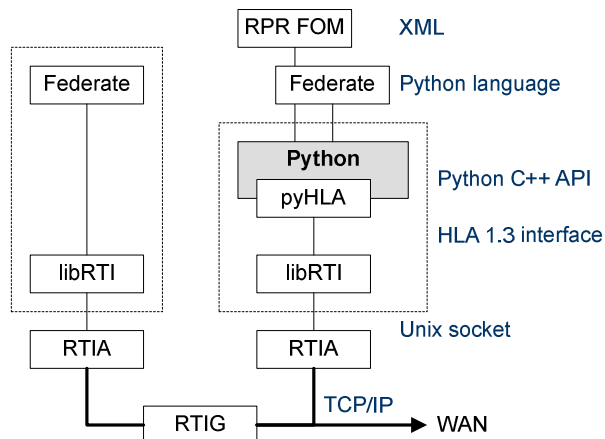 RPR FOM XML
Federate Federate Python language
Python
Python C++ API
pyHLA
HLA 1.3 interface
libRTI libRTI
Unix socket
RTIA RTIA
TCP/IP
RTIG WAN